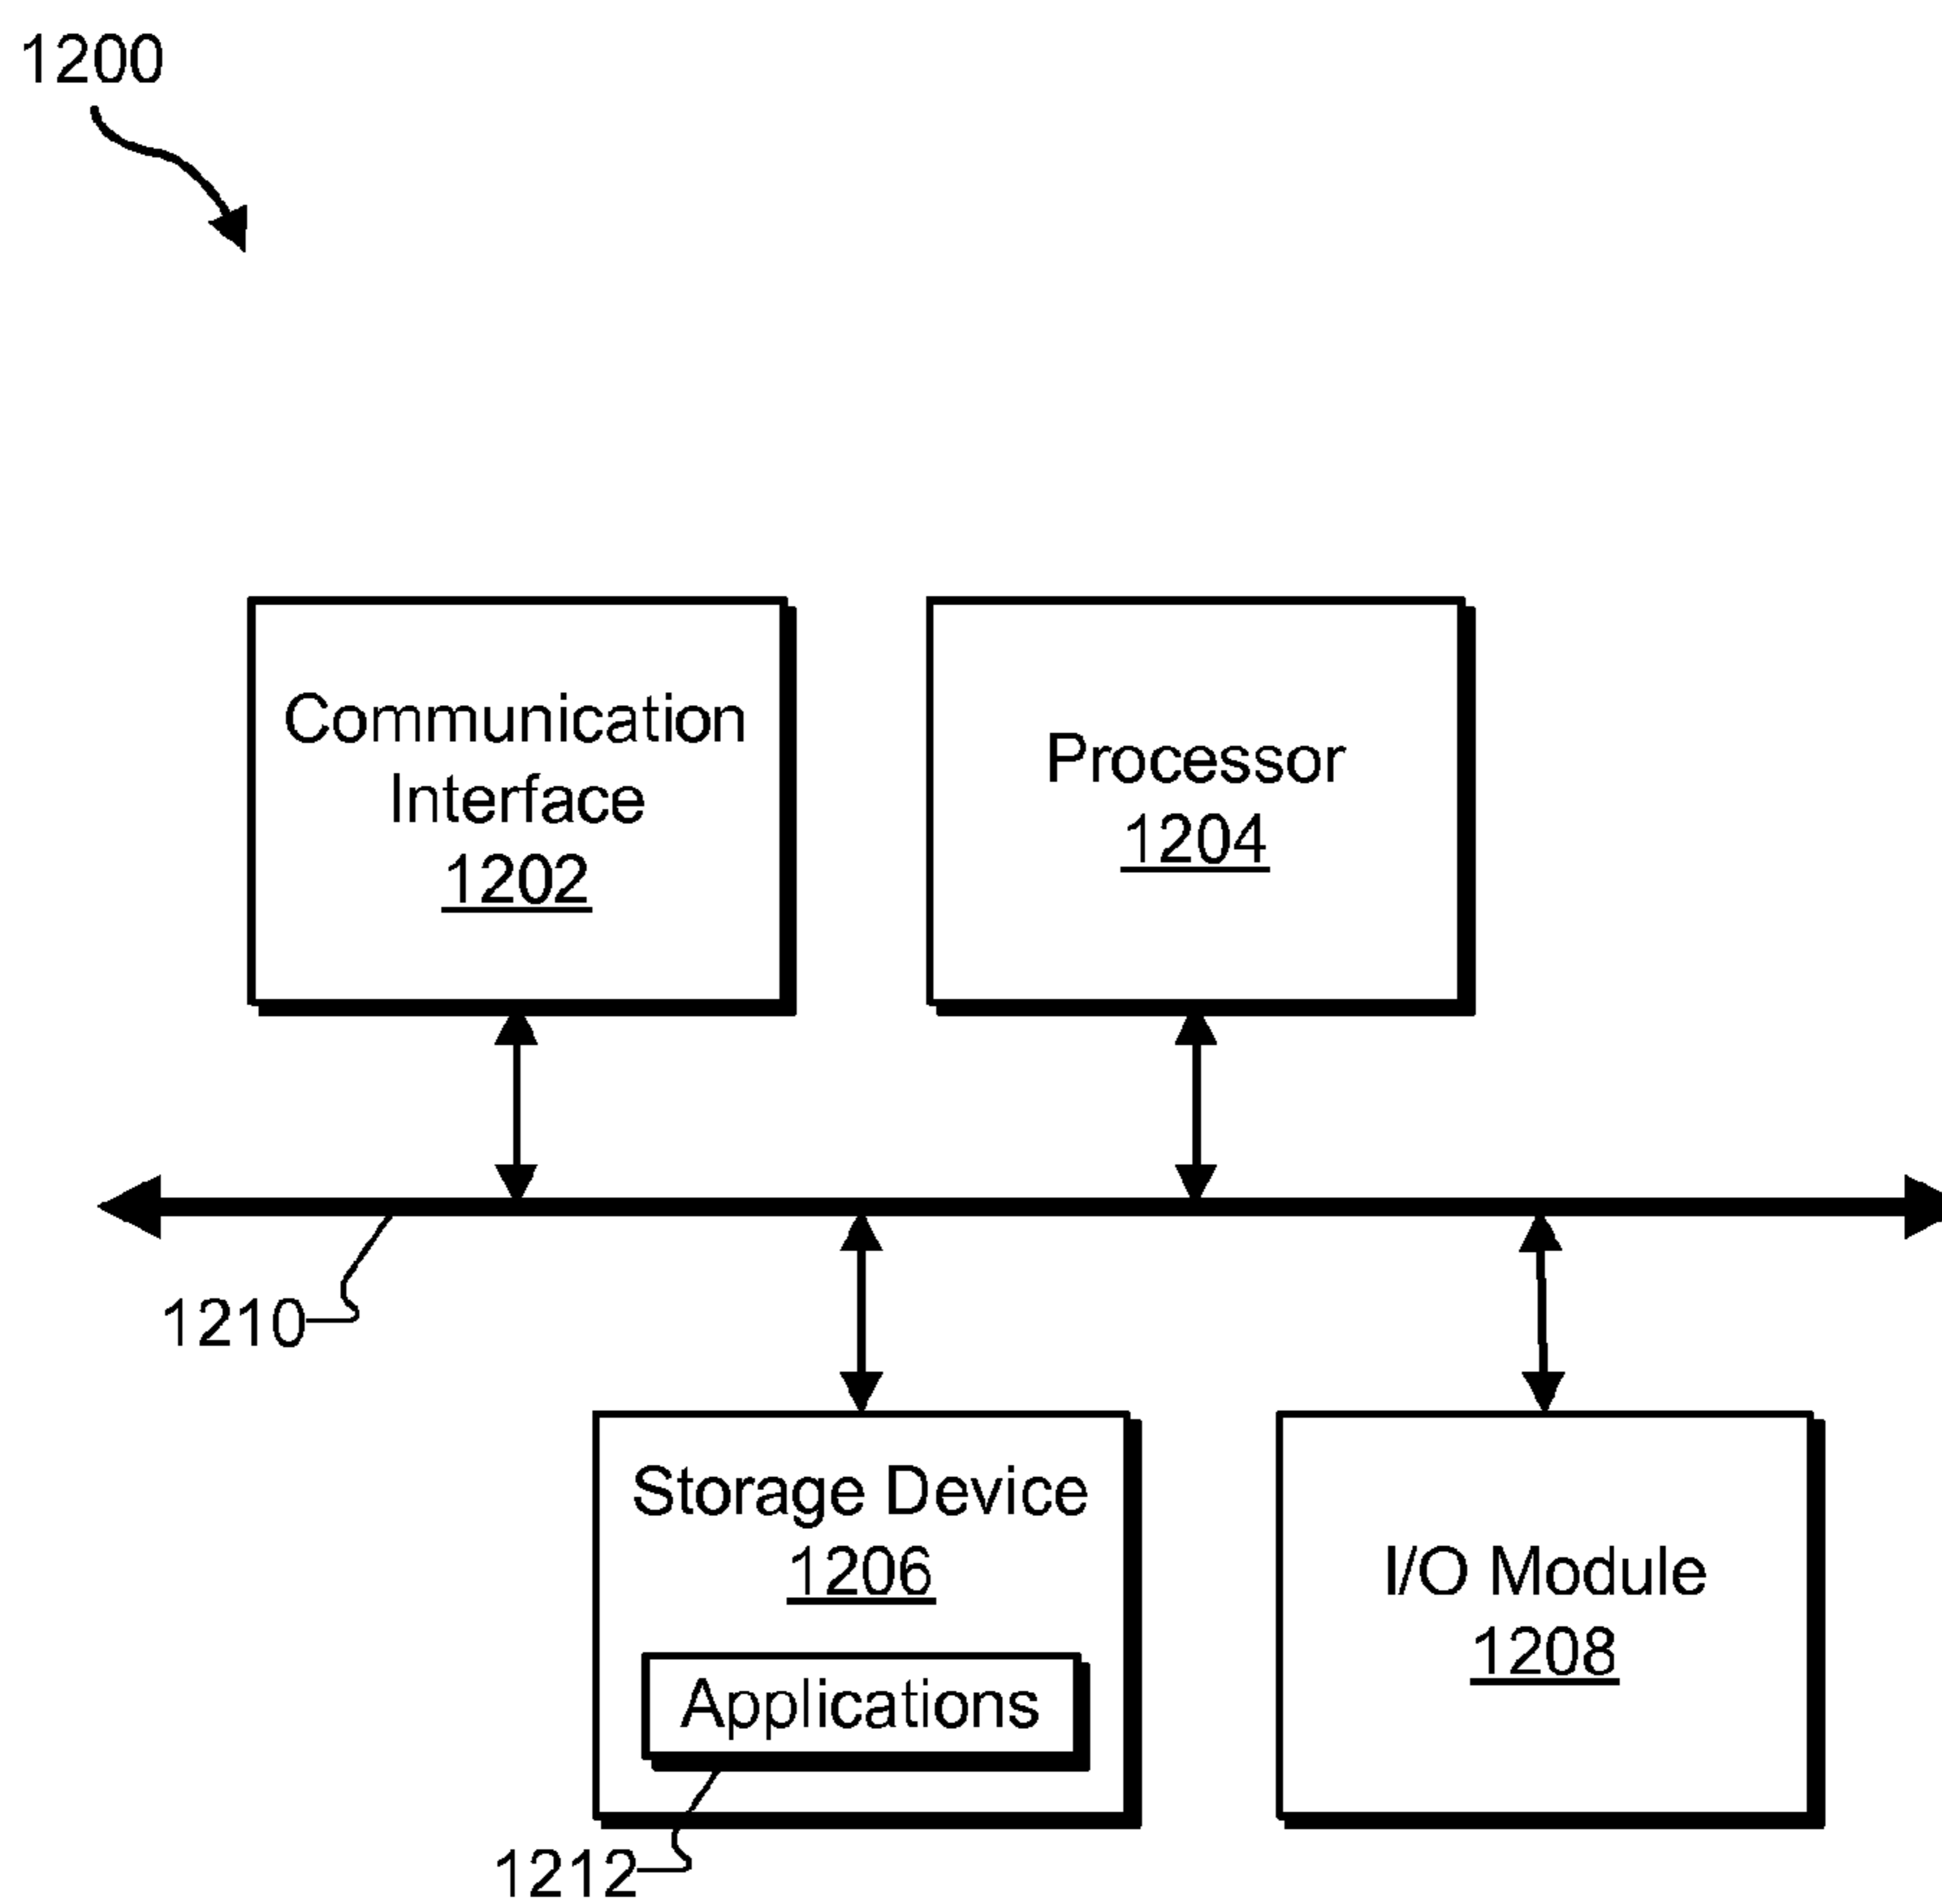 1200
Communication
Interface
1202
Processor
1204
1210
Storage Device
1206
Applications
1212
I/O Module
1208